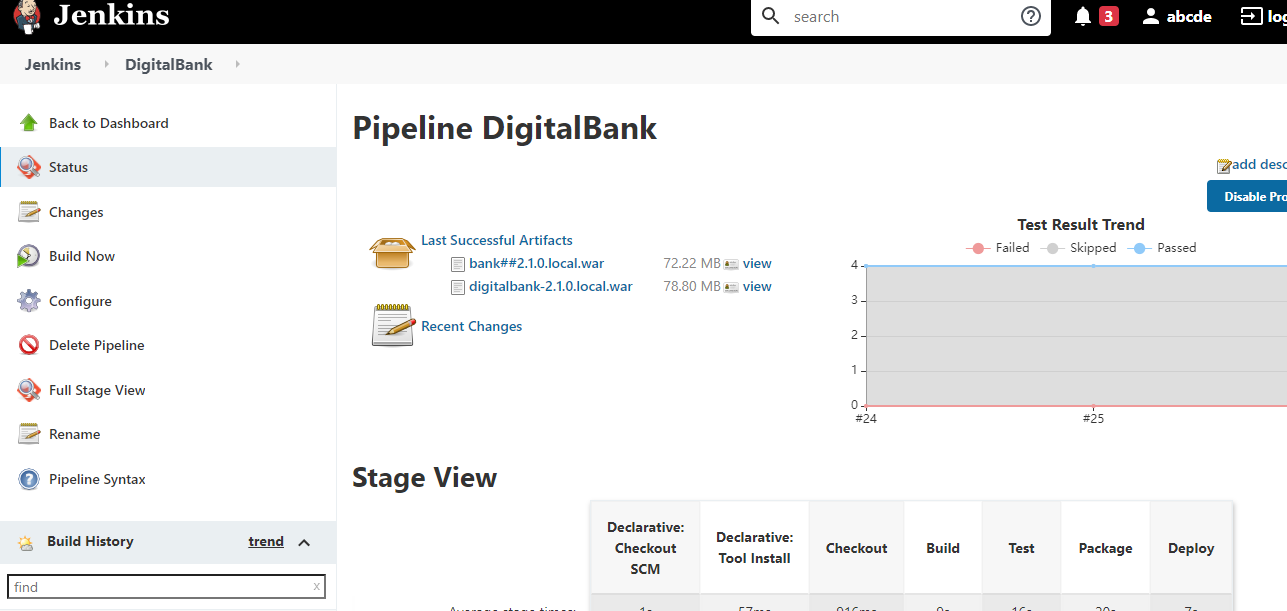 Jenkins
search
3
abcde
log
Jenkins
DigitalBank
Back to Dashboard
Status
Changes
Build Now
Configure
Delete Pipeline
Full Stage View
Rename
Pipeline Syntax
Build History
trend
find
x
Pipeline DigitalBank
add desc
Disable Pro
Last Successful Artifacts
bank##2.1.0.local.war 72.22 MB view
digitalbank-2.1.0.local.war 78.80 MB view
Recent Changes
Test Result Trend
Failed Skipped Passed
4
3
2
1
0
#24 #25
Stage View
Declarative:
Checkout
SCM
Declarative:
Tool Install
Checkout
Build
Test
Package
Deploy
Average stage times: